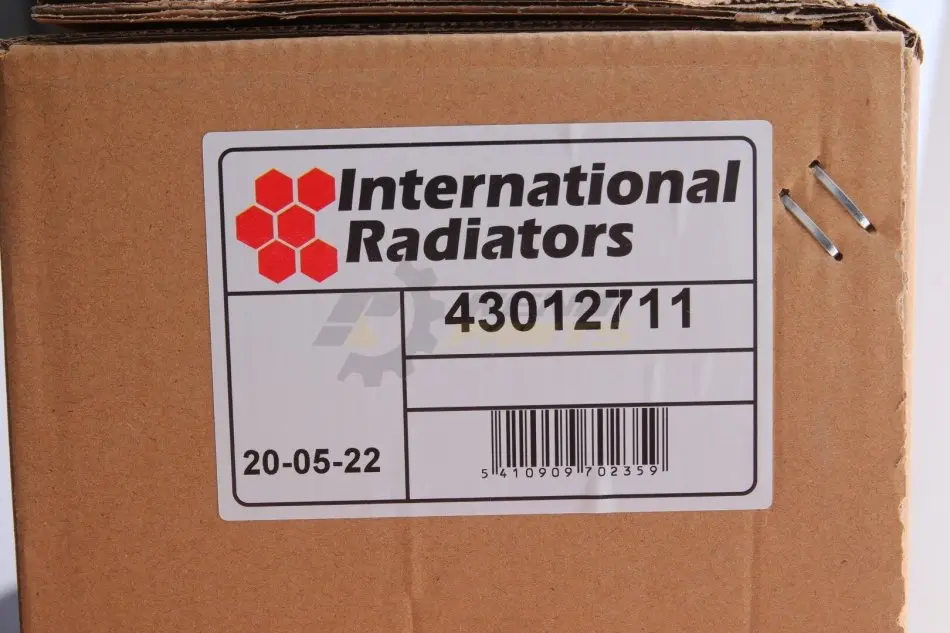 International
Radiators
43012711
20-05-22
5 410909 702359